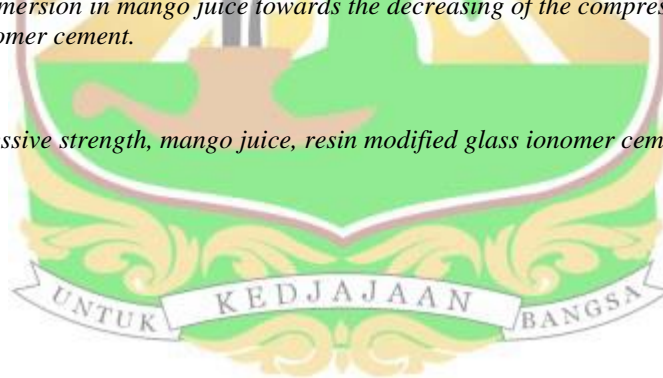 mersion in mango juice towards the decreasing of the compres
omer cement.
ssive strength, mango juice, resin modified glass ionomer cem
UNTUK KEDJAJAAN BANGSA